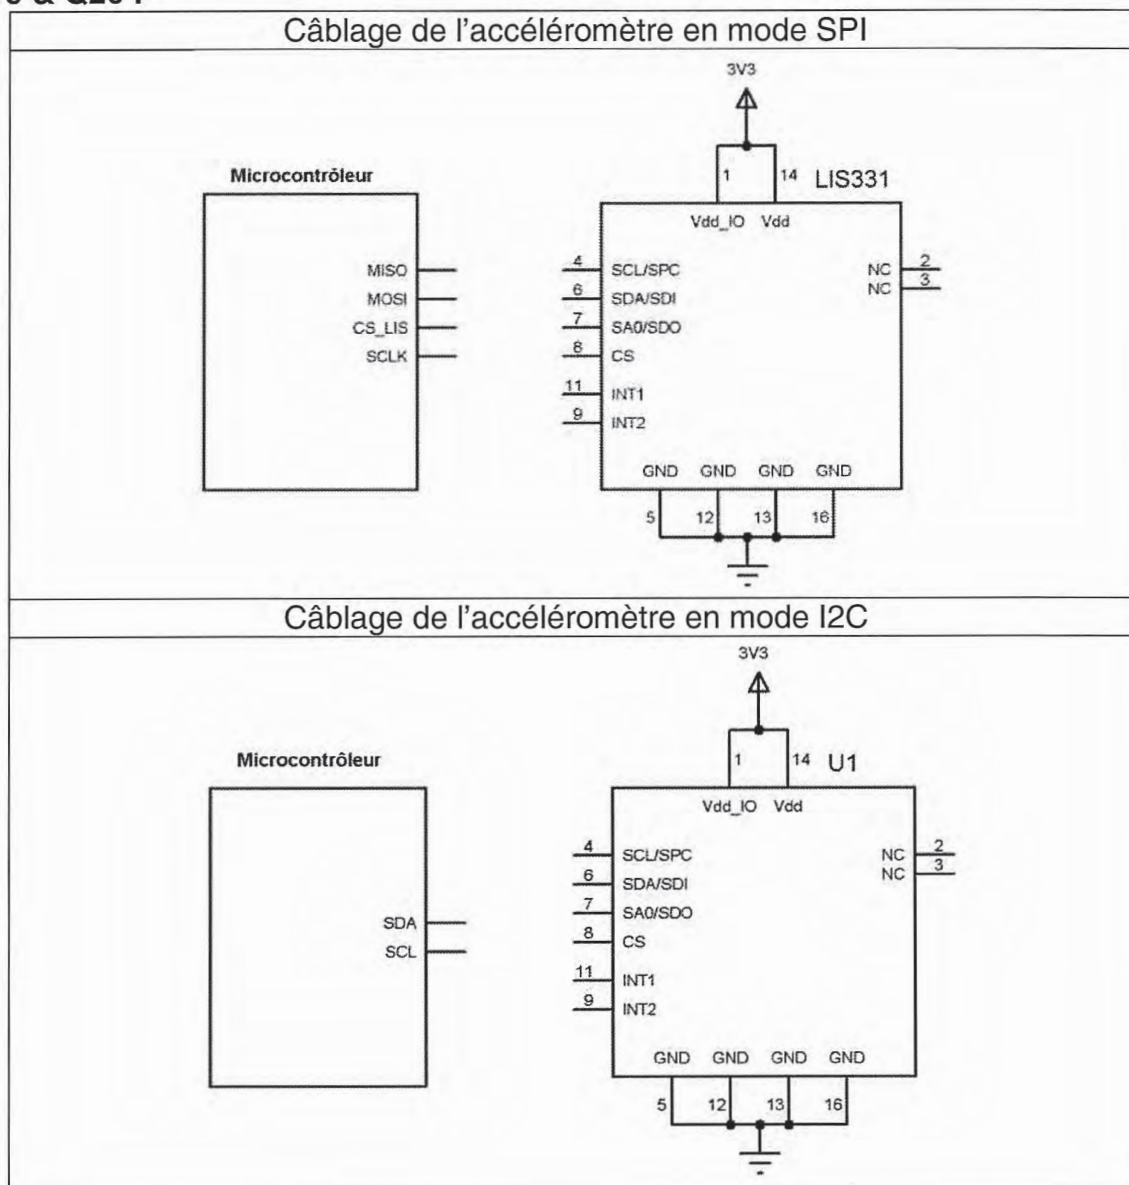 Câblage de l'accéléromètre en mode SPI
3V3
1 14 LIS331
Microcontrôleur
Vdd_IO Vdd
MISO
MOSI
CS_LIS
SCLK
4 SCL/SPC
6 SDA/SDI
7 SA0/SDO
8 CS
11 INT1
9 INT2
NC 2
NC 3
GND GND GND GND
5 12 13 16
Câblage de l'accéléromètre en mode I2C
3V3
Microcontrôleur
1 14 U1
Vdd_IO Vdd
SDA
SCL
4 SCL/SPC
6 SDA/SDI
7 SA0/SDO
8 CS
11 INT1
9 INT2
NC 2
NC 3
GND GND GND GND
5 12 13 16